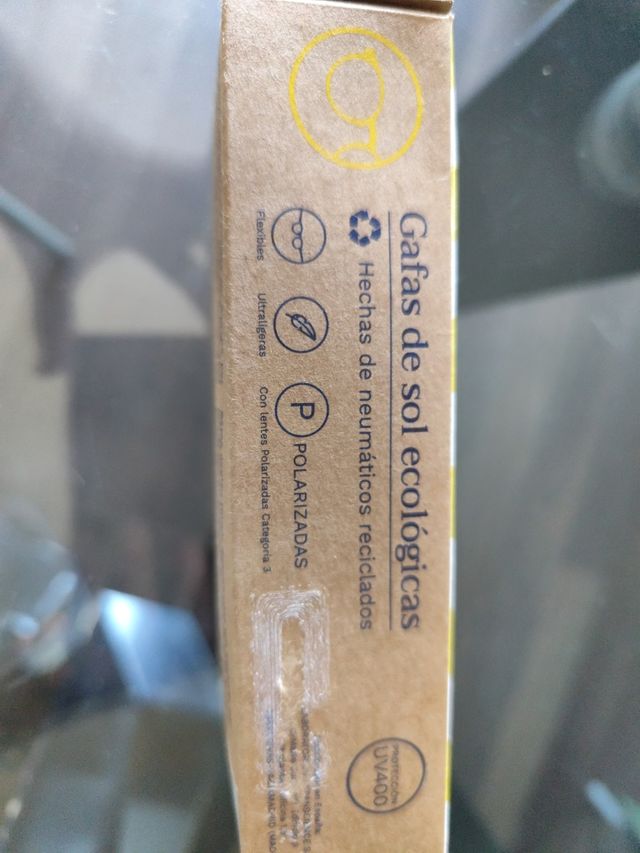 Gafas de sol ecológicas
Hechas de neumáticos reciclados
Flexibles
Ultraligeras
P POLARIZADAS
Con lentes Polarizadas Categoría 3
PROTECCIÓN
UV400